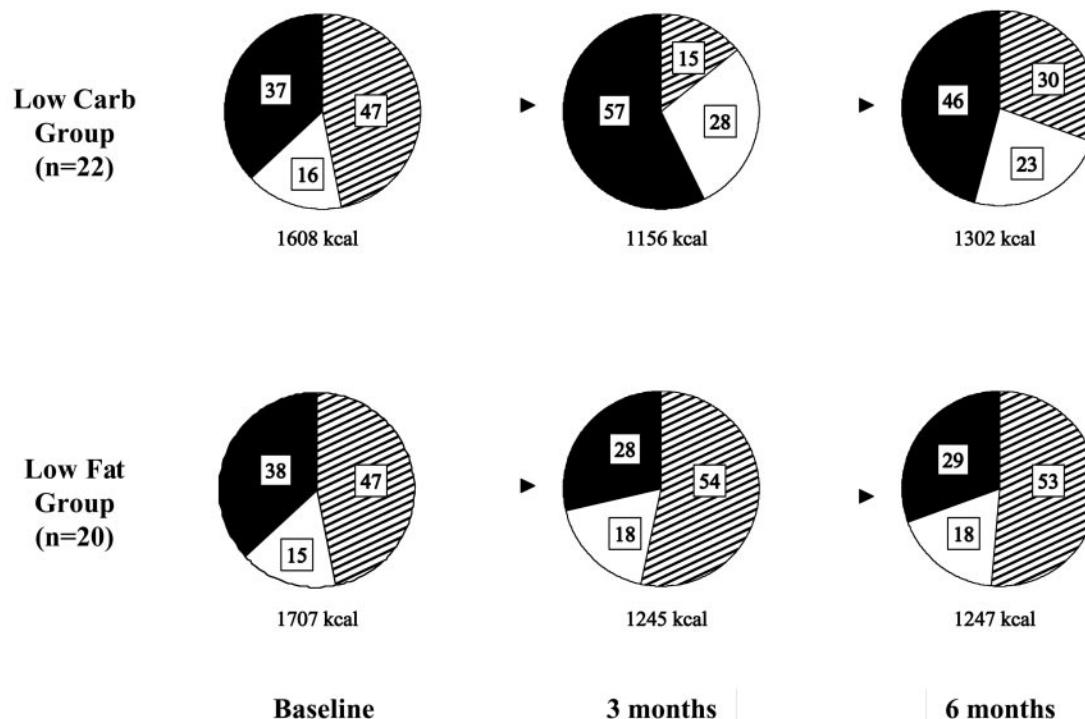 Low Carb
Group
(n=22)
37
47
16
1608 kcal
15
57
28
1156 kcal
30
46
23
1302 kcal
Low Fat
Group
(n=20)
38
47
15
1707 kcal
28
54
18
1245 kcal
29
53
18
1247 kcal
Baseline
3 months
6 months